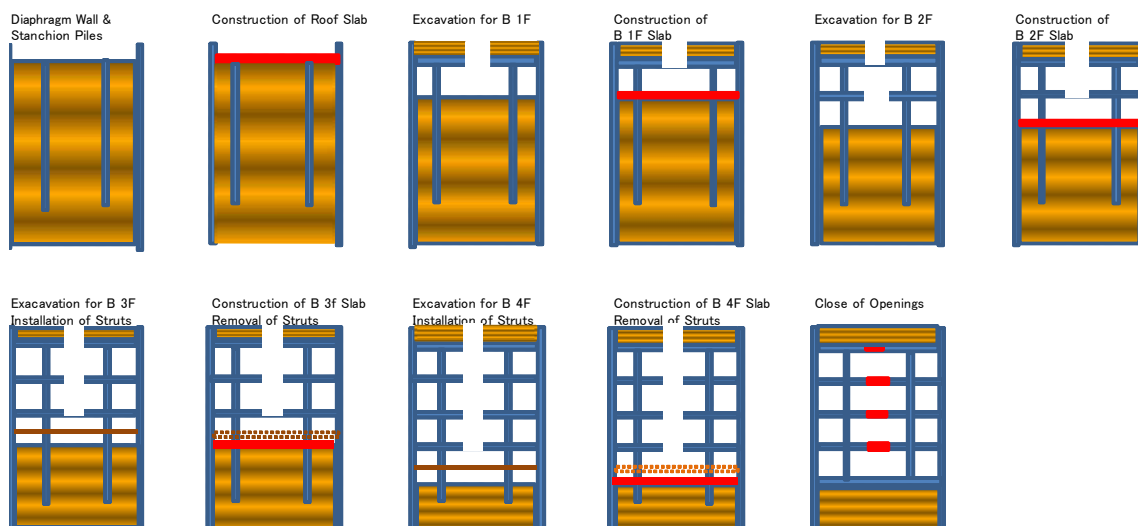 Diaphragm Wall &
Stanchion Piles
Construction of Roof Slab
Excavation for B 1F
Construction of
B 1F Slab
Excavation for B 2F
Construction of
B 2F Slab
Exacavation for B 3F
Installation of Struts
Construction of B 3f Slab
Removal of Struts
Excavation for B 4F
Installation of Struts
Construction of B 4F Slab
Removal of Struts
Close of Openings